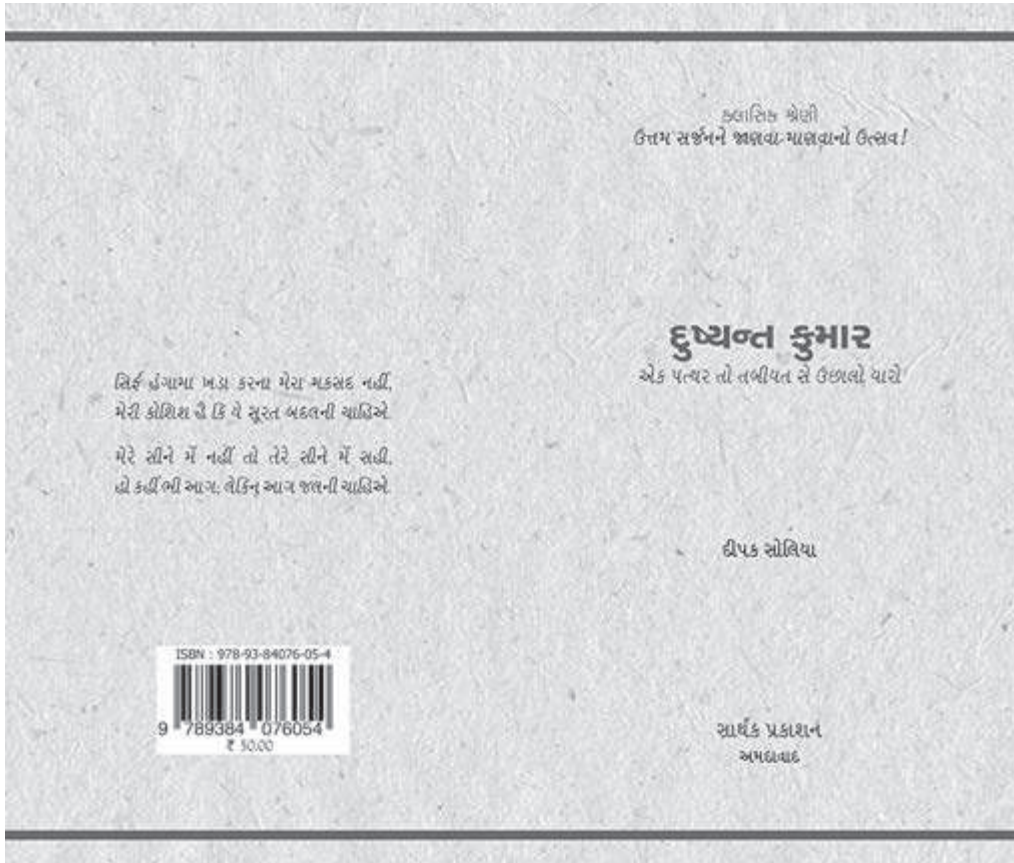 સિર્ફ હંગામા ખડા કરના મેરા મકસદ નહીં,
મેરી કોશિશ હૈ કિ યે સૂરત બદલની ચાહિએ.
મેરે સીને મેં નહીં તો તેરે સીને મેં સહી,
હો કહીં ભી આગ, લેકિન આગ જલની ચાહિએ.
ISBN : 978-93-84076-05-4
9 789384 076054
₹ 50.00
ક્લાસિક શ્રેણી
ઉત્તમ સર્જનને જાણવા-માણવાનો ઉત્સવ!
દુષ્યન્ત કુમાર
એક પત્થર તો તબીયત સે ઉછાલો યારો
દીપક સોલિયા
સાર્થક પ્રકાશન
અમદાવાદ